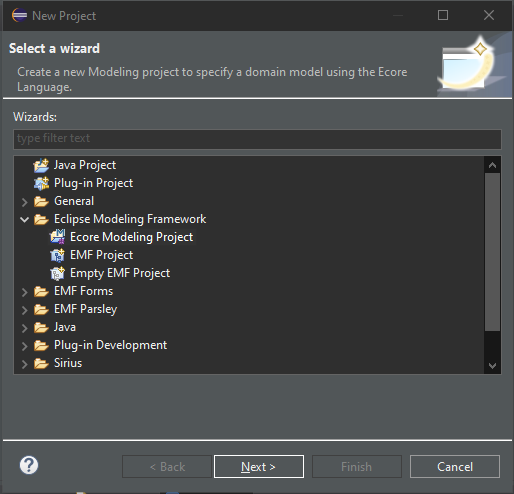 New Project
Select a wizard
Create a new Modeling project to specify a domain model using the Ecore
Language.
Wizards:
type filter text
Java Project
Plug-in Project
General
Eclipse Modeling Framework
Ecore Modeling Project
EMF Project
Empty EMF Project
EMF Forms
EMF Parsley
Java
Plug-in Development
Sirius
?
< Back
Next >
Finish
Cancel